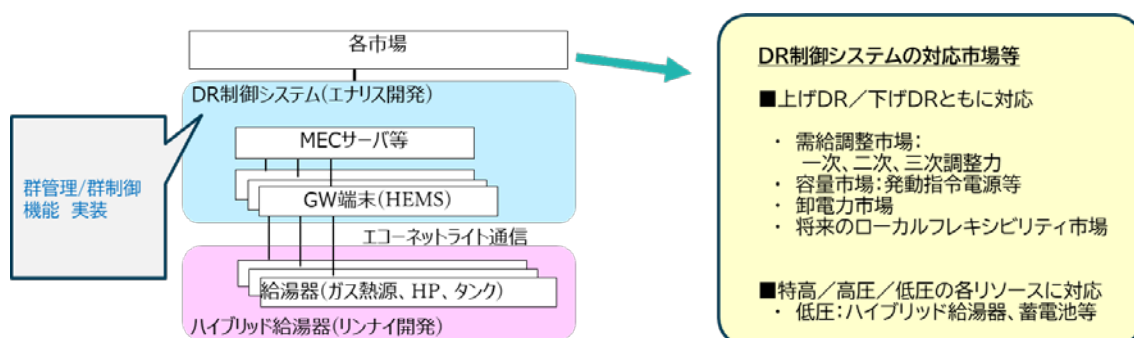 各市場
DR制御システム(エナリス開発)
MECサーバ等
GW端末(HEMS)
エコーネットライト通信
給湯器(ガス熱源、HP、タンク)
ハイブリッド給湯器(リンナイ開発)
群管理/群制御
機能 実装
DR制御システムの対応市場等
■上げDR／下げDRともに対応
・ 需給調整市場：
一次、二次、三次調整力
・ 容量市場：発動指令電源等
・ 卸電力市場
・ 将来のローカルフレキシビリティ市場
■特高／高圧／低圧の各リソースに対応
・ 低圧：ハイブリッド給湯器、蓄電池等